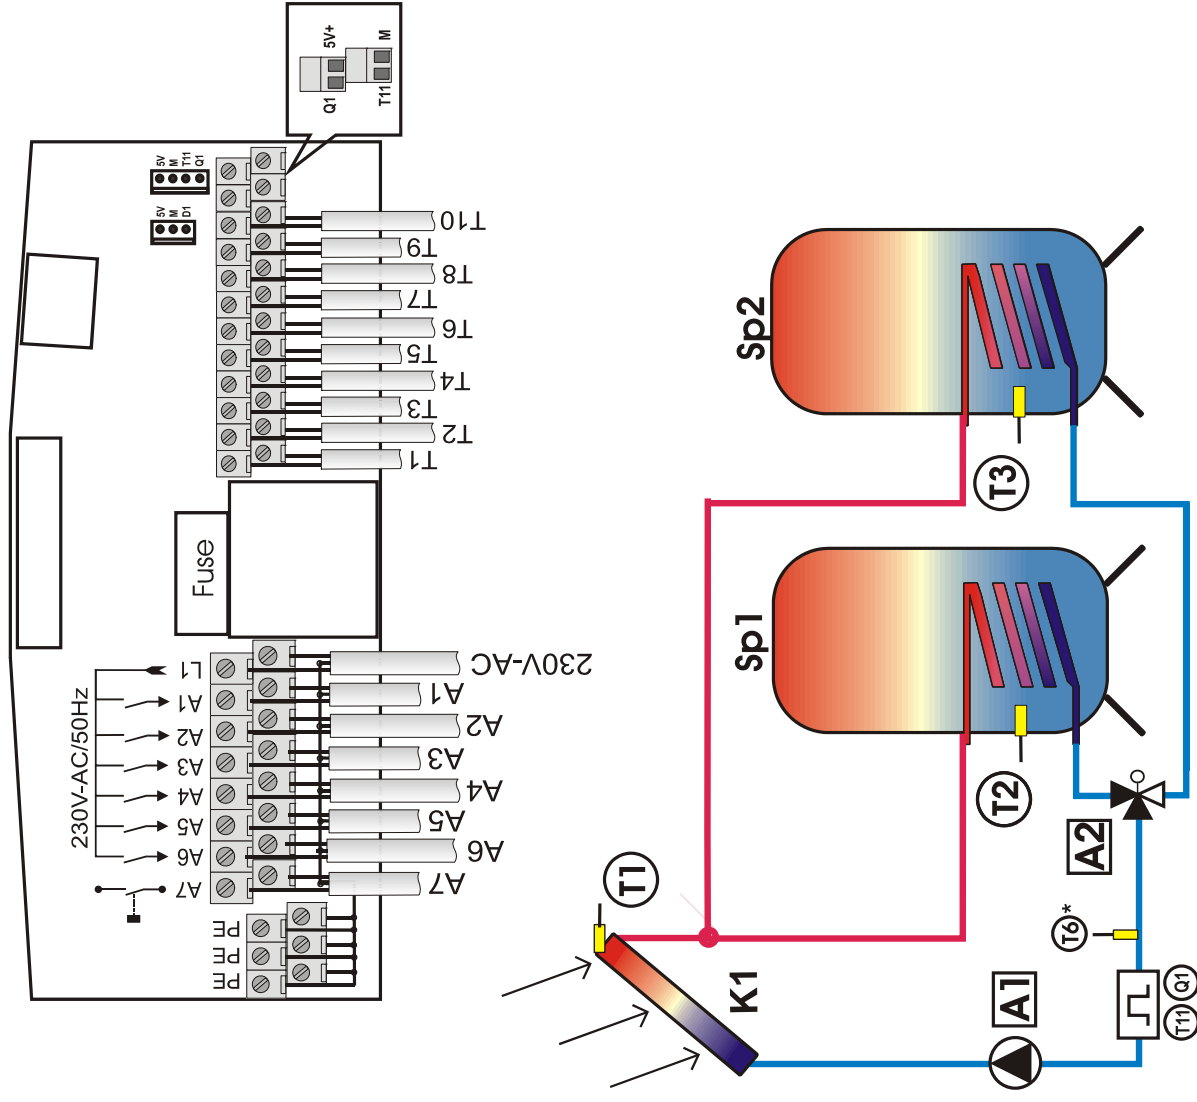 5V+
Q1
M
T11
5V
M
T11
Q1
5V
M
D1
T10
T9
T8
T7
T6
T5
T4
T3
T2
T1
Fuse
230V-AC/50Hz
L1
A1
A2
A3
A4
A5
A6
A7
PE
PE
PE
230V-AC
A1
A2
A3
A4
A5
A6
A7
Sp2
T3
Sp1
T2
A2
T1
K1
T6*
A1
T11
Q1